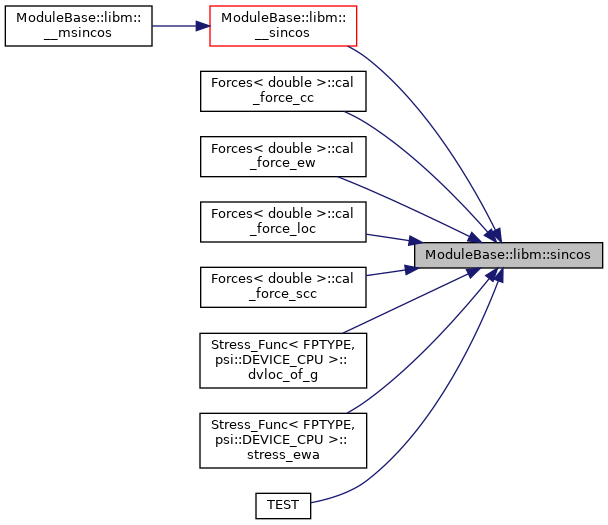 ModuleBase::libm::
__msincos
ModuleBase::libm::
__sincos
Forces< double >::cal
_force_cc
Forces< double >::cal
_force_ew
Forces< double >::cal
_force_loc
ModuleBase::libm::sincos
Forces< double >::cal
_force_scc
Stress_Func< FPTYPE,
psi::DEVICE_CPU >::
dvloc_of_g
Stress_Func< FPTYPE,
psi::DEVICE_CPU >::
stress_ewa
TEST